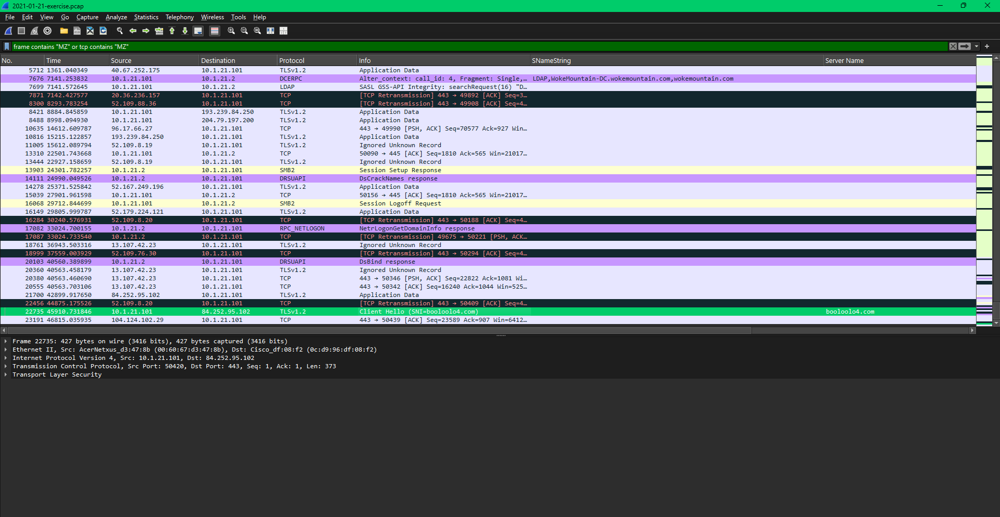 2021-01-21-exercise.pcap
File Edit View Go Capture Analyze Statistics Telephony Wireless Tools Help
frame contains "MZ" or tcp contains "MZ"
No. Time Source Destination Protocol Info SNameString Server Name
5712 1361.040349 40.67.252.175 10.1.21.101 TLSv1.2 Application Data
7676 7141.253832 10.1.21.101 10.1.21.2 DCERPC Alter_context: call_id: 4, Fragment: Single,… LDAP,WokeMountain-DC.wokemountain.com,wokemountain.com
7699 7141.572645 10.1.21.101 10.1.21.2 LDAP SASL GSS-API Integrity: searchRequest(16) "D…
7871 7142.427577 20.36.236.157 10.1.21.101 TCP [TCP Retransmission] 443 → 49892 [ACK] Seq=3…
8300 8293.783254 52.109.88.36 10.1.21.101 TCP [TCP Retransmission] 443 → 49908 [ACK] Seq=4…
8421 8884.845859 10.1.21.101 193.239.84.250 TLSv1.2 Application Data
8488 8998.094930 10.1.21.101 204.79.197.200 TLSv1.2 Application Data
10635 14612.609787 96.17.66.27 10.1.21.101 TCP 443 → 49990 [PSH, ACK] Seq=70577 Ack=927 Win…
10816 15215.122857 193.239.84.250 10.1.21.101 TLSv1.2 Application Data
11005 15612.089794 52.109.8.19 10.1.21.101 TLSv1.2 Ignored Unknown Record
13310 22501.743668 10.1.21.101 10.1.21.2 TCP 50090 → 445 [ACK] Seq=1810 Ack=565 Win=21017…
13444 22927.158659 52.109.8.19 10.1.21.101 TLSv1.2 Ignored Unknown Record
13903 24301.782257 10.1.21.2 10.1.21.101 SMB2 Session Setup Response
14111 24990.049526 10.1.21.2 10.1.21.101 DRSUAPI DsCrackNames response
14278 25371.525842 52.167.249.196 10.1.21.101 TLSv1.2 Application Data
15039 27901.961598 10.1.21.101 10.1.21.2 TCP 50156 → 445 [ACK] Seq=1810 Ack=565 Win=21017…
16068 29712.844699 10.1.21.101 10.1.21.2 SMB2 Session Logoff Request
16149 29805.999787 52.179.224.121 10.1.21.101 TLSv1.2 Application Data
16284 30240.576931 52.109.8.20 10.1.21.101 TCP [TCP Retransmission] 443 → 50188 [ACK] Seq=4…
17082 33024.700155 10.1.21.2 10.1.21.101 RPC_NETLOGON NetrLogonGetDomainInfo response
17087 33024.733540 10.1.21.2 10.1.21.101 TCP [TCP Retransmission] 49675 → 50221 [PSH, ACK…
18761 36943.503316 13.107.42.23 10.1.21.101 TLSv1.2 Ignored Unknown Record
18999 37559.003929 52.109.76.30 10.1.21.101 TCP [TCP Retransmission] 443 → 50294 [ACK] Seq=4…
20103 40560.389899 10.1.21.2 10.1.21.101 DRSUAPI DsBind response
20360 40563.458179 13.107.42.23 10.1.21.101 TLSv1.2 Ignored Unknown Record
20380 40563.460690 13.107.42.23 10.1.21.101 TCP 443 → 50346 [PSH, ACK] Seq=22822 Ack=1081 Wi…
20555 40563.703106 13.107.42.23 10.1.21.101 TCP 443 → 50342 [ACK] Seq=16240 Ack=1044 Win=525…
21700 42899.917650 84.252.95.102 10.1.21.101 TLSv1.2 Application Data
22456 44875.175526 52.109.8.20 10.1.21.101 TCP [TCP Retransmission] 443 → 50409 [ACK] Seq=4…
22735 45910.731846 10.1.21.101 84.252.95.102 TLSv1.2 Client Hello (SNI=booloolo4.com) booloolo4.com
23191 46815.035935 104.124.102.29 10.1.21.101 TCP 443 → 50439 [ACK] Seq=23589 Ack=907 Win=6412…
Frame 22735: 427 bytes on wire (3416 bits), 427 bytes captured (3416 bits)
Ethernet II, Src: AcerNetxus_d3:47:8b (00:60:67:d3:47:8b), Dst: Cisco_df:08:f2 (0c:d9:96:df:08:f2)
Internet Protocol Version 4, Src: 10.1.21.101, Dst: 84.252.95.102
Transmission Control Protocol, Src Port: 50420, Dst Port: 443, Seq: 1, Ack: 1, Len: 373
Transport Layer Security